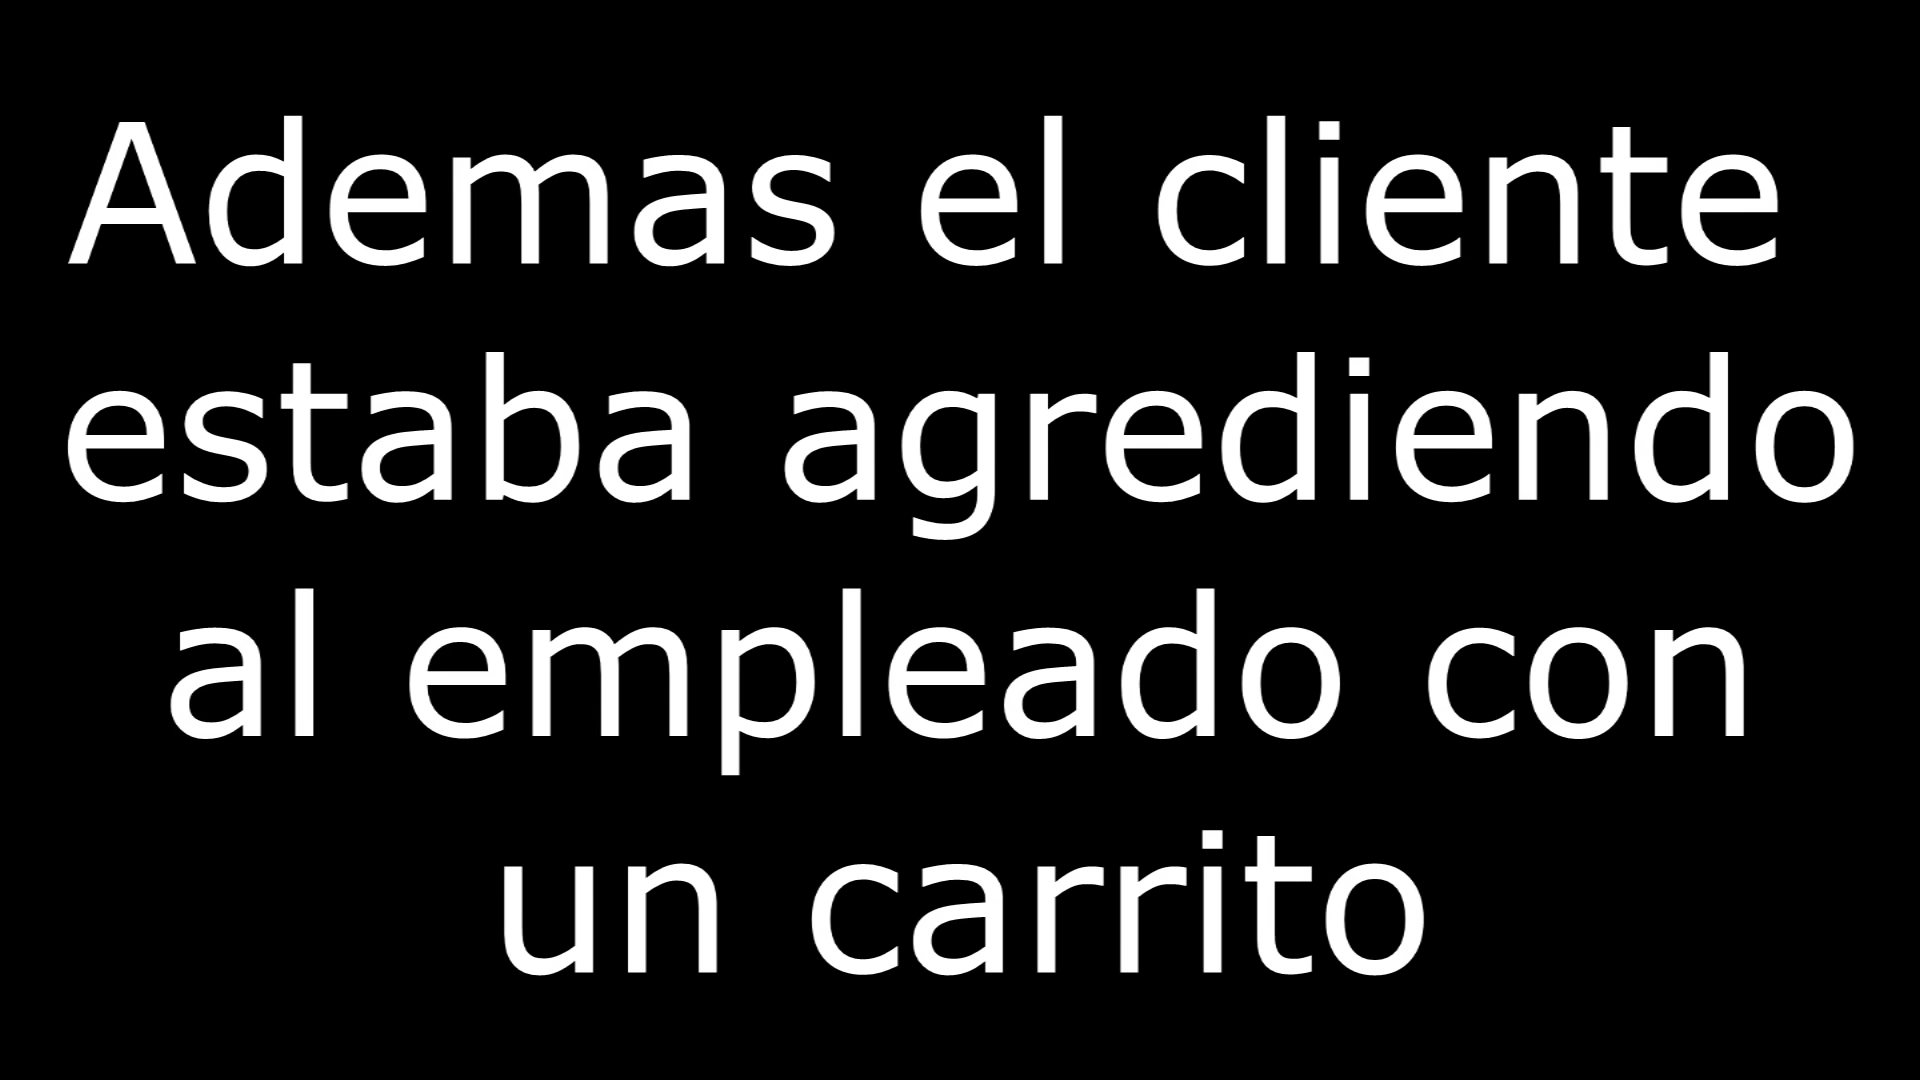 Ademas el cliente
estaba agrediendo
al empleado con
un carrito